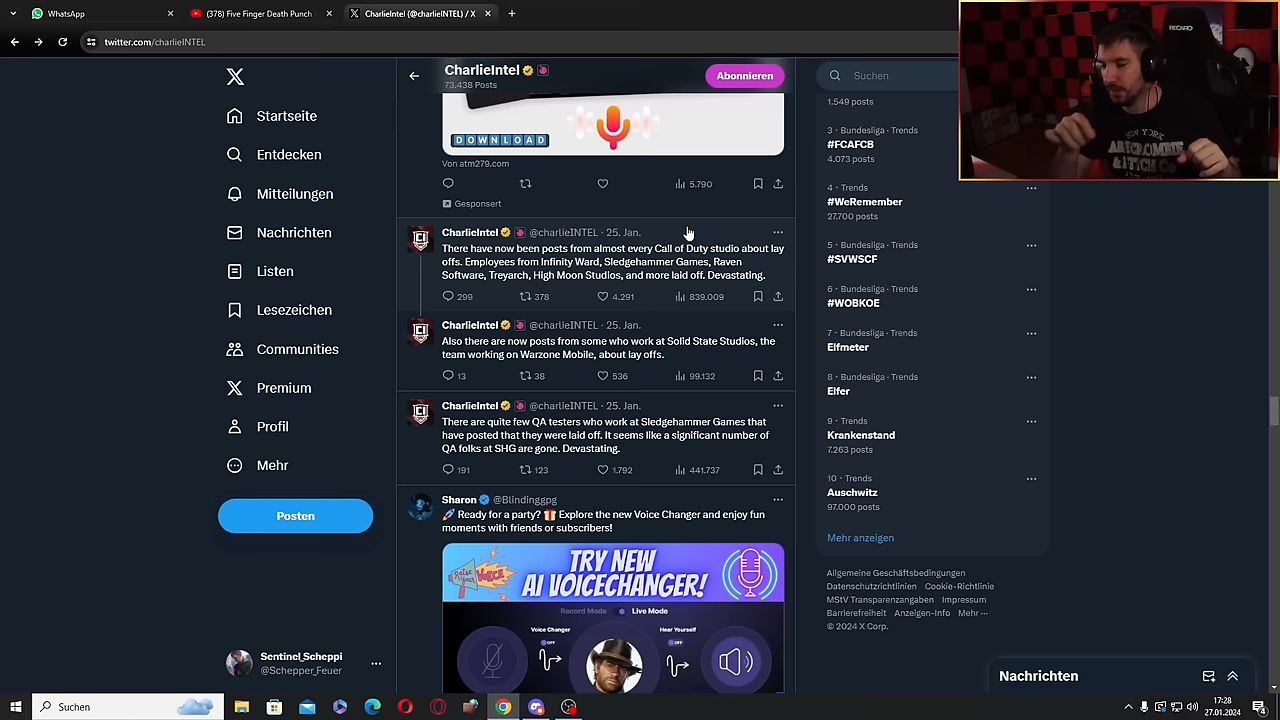 WhatsApp
(378) Five Finger Death Punch
CharlieIntel (@charlieINTEL) / X
twitter.com/charlieINTEL
X
Startseite
Entdecken
Mitteilungen
Nachrichten
Listen
Lesezeichen
Communities
Premium
Profil
Mehr
Posten
Sentinel_Scheppi
@Schepper_Feuer
CharlieIntel
73.438 Posts
Abonnieren
DOWNLOAD
Von atm279.com
5.790
Gesponsert
CharlieIntel @charlieINTEL · 25. Jan.
There have now been posts from almost every Call of Duty studio about lay
offs. Employees from Infinity Ward, Sledgehammer Games, Raven
Software, Treyarch, High Moon Studios, and more laid off. Devastating.
299 378 4.291 839.009
CharlieIntel @charlieINTEL · 25. Jan.
Also there are now posts from some who work at Solid State Studios, the
team working on Warzone Mobile, about lay offs.
13 38 536 99.132
CharlieIntel @charlieINTEL · 25. Jan.
There are quite few QA testers who work at Sledgehammer Games that
have posted that they were laid off. It seems like a significant number of
QA folks at SHG are gone. Devastating.
191 123 1.792 441.737
Sharon @Blindinggpg
🚀 Ready for a party? 🎁 Explore the new Voice Changer and enjoy fun
moments with friends or subscribers!
TRY NEW
AI VOICECHANGER!
Record Mode Live Mode
Voice Changer
OFF
Hear Yourself
OFF
Suchen
1.549 posts
3 · Bundesliga · Trends
#FCAFCB
4.073 posts
4 · Trends
#WeRemember
27.700 posts
5 · Bundesliga · Trends
#SVWSCF
6 · Bundesliga · Trends
#WOBKOE
7 · Bundesliga · Trends
Elfmeter
8 · Bundesliga · Trends
Elfer
9 · Trends
Krankenstand
7.263 posts
10 · Trends
Auschwitz
97.000 posts
Mehr anzeigen
Allgemeine Geschäftsbedingungen
Datenschutzrichtlinien Cookie-Richtlinie
MStV Transparenzangaben Impressum
Barrierefreiheit Anzeigen-Info Mehr ···
© 2024 X Corp.
Nachrichten
RECARO
NEW YORK
ABERCROMBIE
& FITCH CO
Suchen
17:28
27.01.2024
4